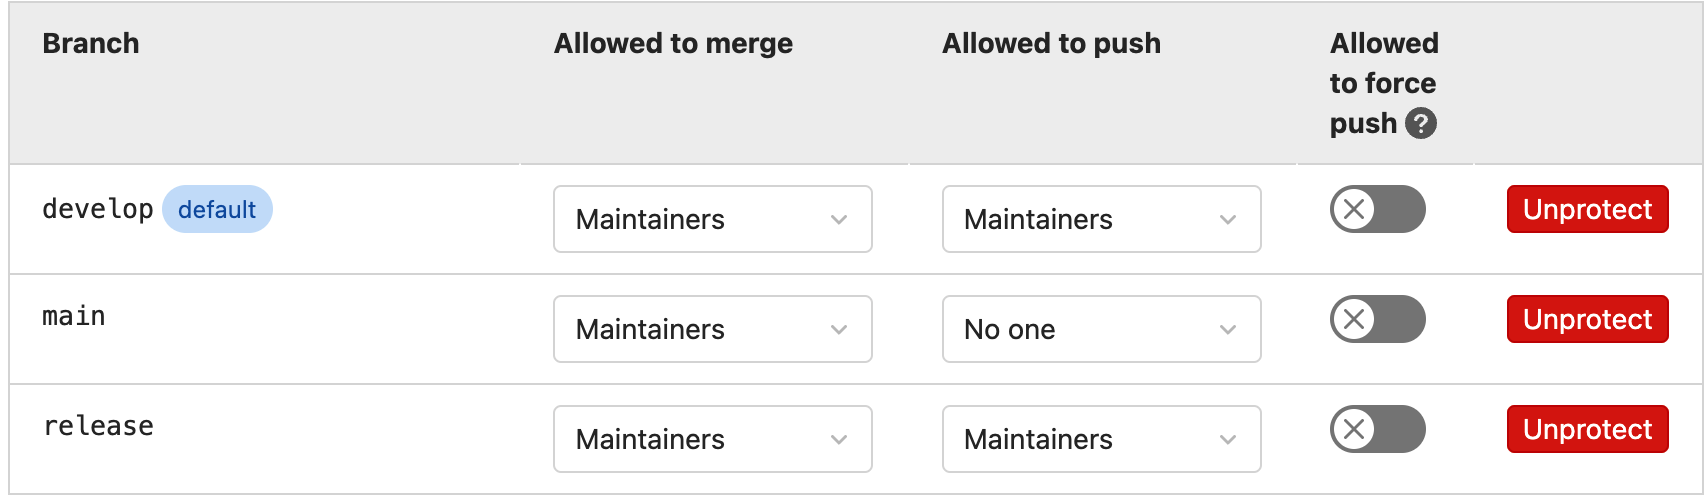 Branch Allowed to merge Allowed to push Allowed
to force
push ?
develop default Maintainers Maintainers Unprotect
main Maintainers No one Unprotect
release Maintainers Maintainers Unprotect